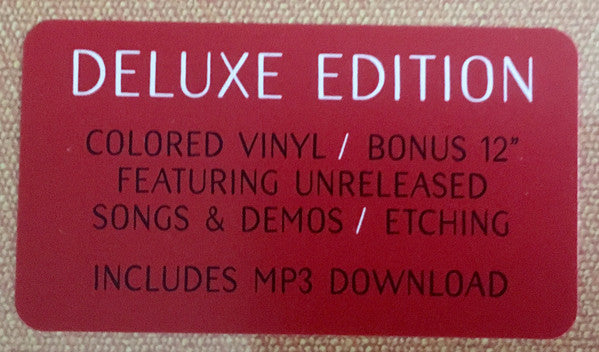 DELUXE EDITION
COLORED VINYL / BONUS 12”
FEATURING UNRELEASED
SONGS & DEMOS / ETCHING
INCLUDES MP3 DOWNLOAD